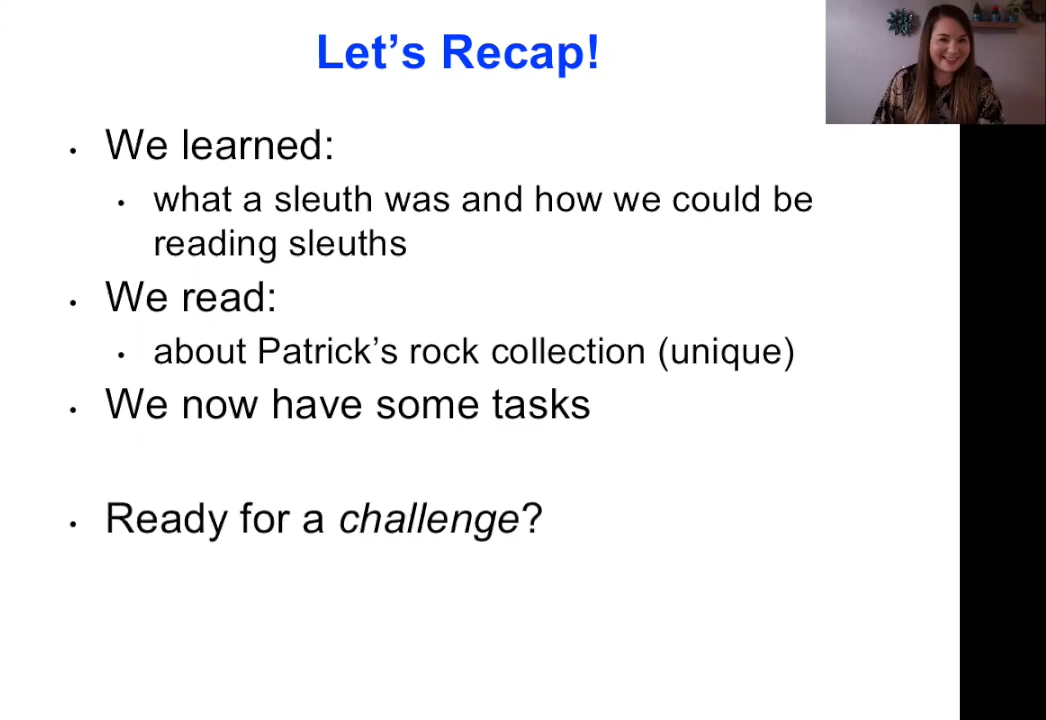 Let's Recap!
• We learned:
• what a sleuth was and how we could be
reading sleuths
• We read:
• about Patrick's rock collection (unique)
• We now have some tasks
• Ready for a challenge?